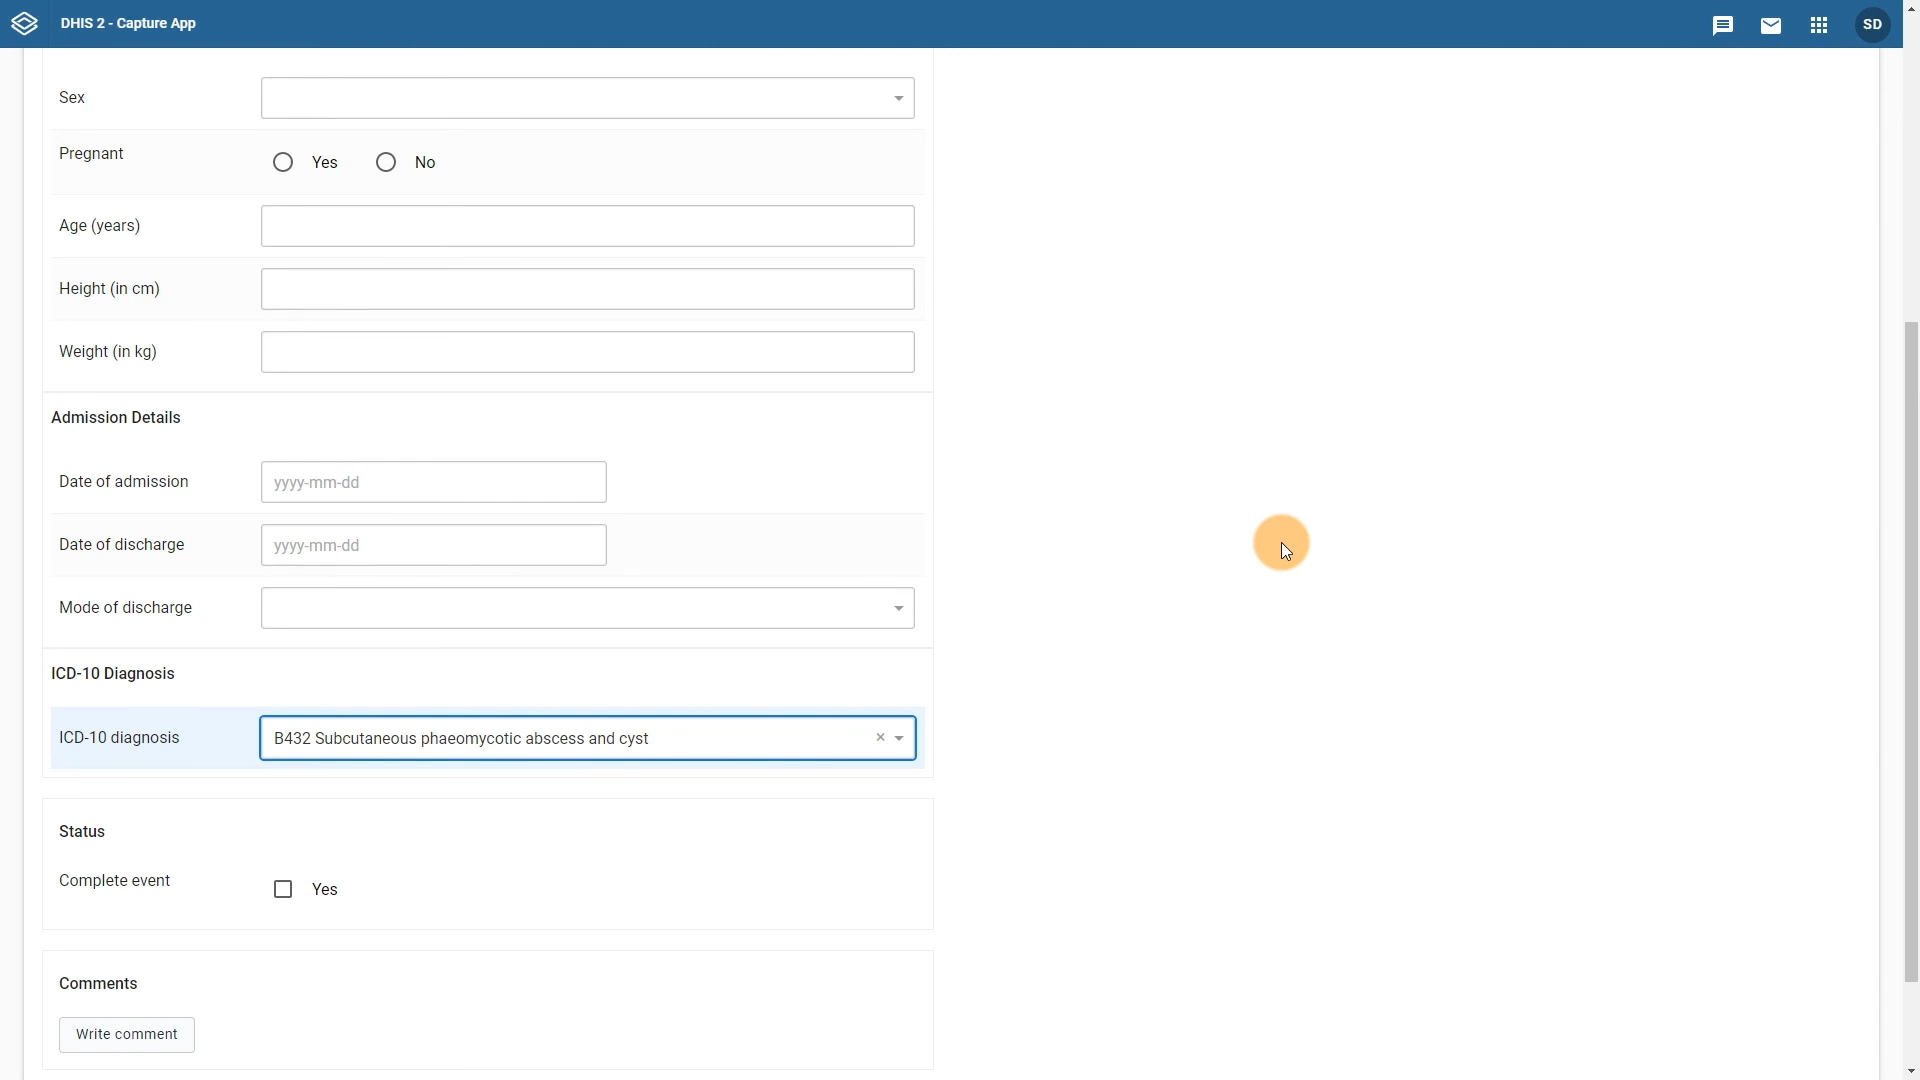 DHIS 2 - Capture App
SD
Sex
Pregnant
Yes
No
Age (years)
Height (in cm)
Weight (in kg)
Admission Details
Date of admission
yyyy-mm-dd
Date of discharge
yyyy-mm-dd
Mode of discharge
ICD-10 Diagnosis
ICD-10 diagnosis
B432 Subcutaneous phaeomycotic abscess and cyst
Status
Complete event
Yes
Comments
Write comment